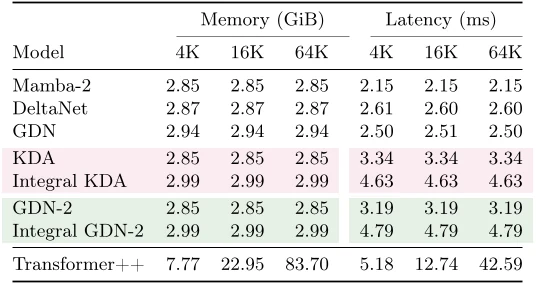 Memory (GiB) Latency (ms)
Model 4K 16K 64K 4K 16K 64K
Mamba-2 2.85 2.85 2.85 2.15 2.15 2.15
DeltaNet 2.87 2.87 2.87 2.61 2.60 2.60
GDN 2.94 2.94 2.94 2.50 2.51 2.50
KDA 2.85 2.85 2.85 3.34 3.34 3.34
Integral KDA 2.99 2.99 2.99 4.63 4.63 4.63
GDN-2 2.85 2.85 2.85 3.19 3.19 3.19
Integral GDN-2 2.99 2.99 2.99 4.79 4.79 4.79
Transformer++ 7.77 22.95 83.70 5.18 12.74 42.59